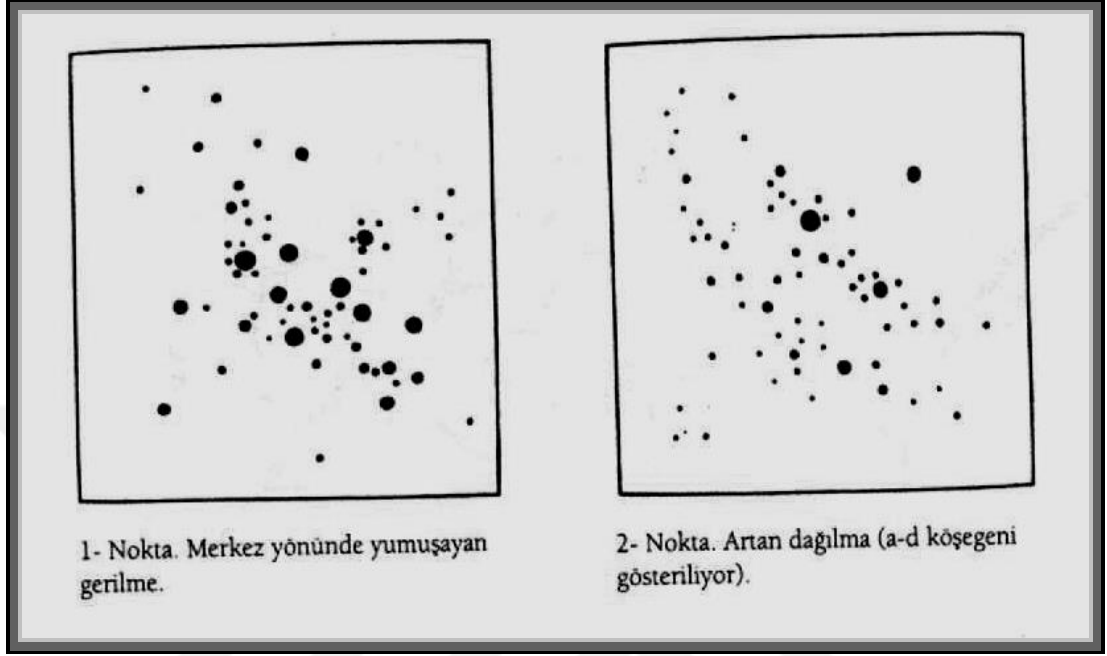 1- Nokta. Merkez yönünde yumuşayan
gerilme.
2- Nokta. Artan dağılma (a-d köşegeni
gösteriliyor).